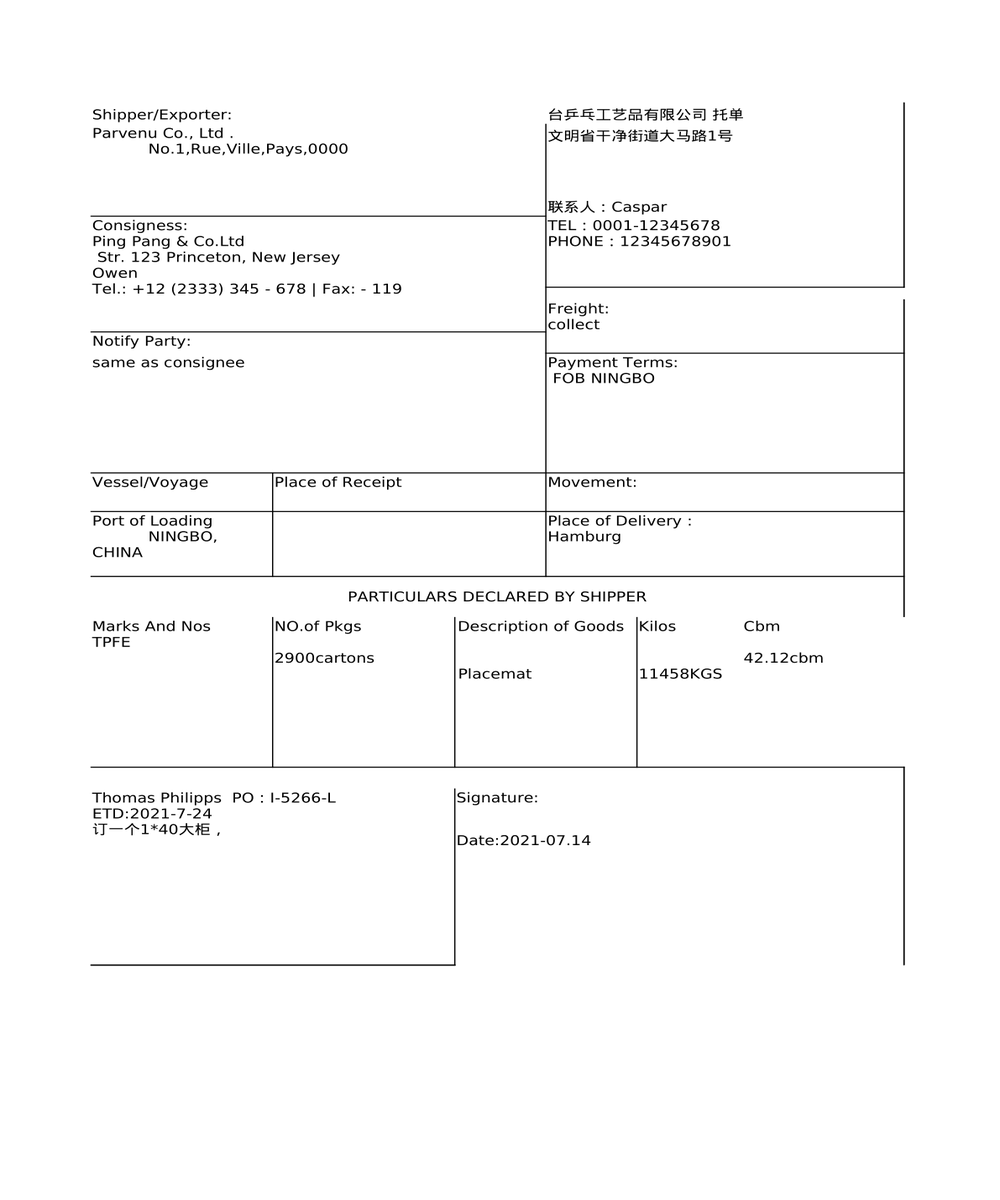 Shipper/Exporter:
Parvenu Co., Ltd .
No.1,Rue,Ville,Pays,0000
台乒乓工艺品有限公司 托单
文明省干净街道大马路1号
联系人：Caspar
TEL：0001-12345678
PHONE：12345678901
Consigness:
Ping Pang & Co.Ltd
Str. 123 Princeton, New Jersey
Owen
Tel.: +12 (2333) 345 - 678 | Fax: - 119
Freight:
collect
Notify Party:
same as consignee
Payment Terms:
FOB NINGBO
Vessel/Voyage
Place of Receipt
Movement:
Port of Loading
NINGBO,
CHINA
Place of Delivery :
Hamburg
PARTICULARS DECLARED BY SHIPPER
Marks And Nos
TPFE
NO.of Pkgs
2900cartons
Description of Goods
Placemat
Kilos
11458KGS
Cbm
42.12cbm
Thomas Philipps  PO：I-5266-L
ETD:2021-7-24
订一个1*40大柜，
Signature:
Date:2021-07.14